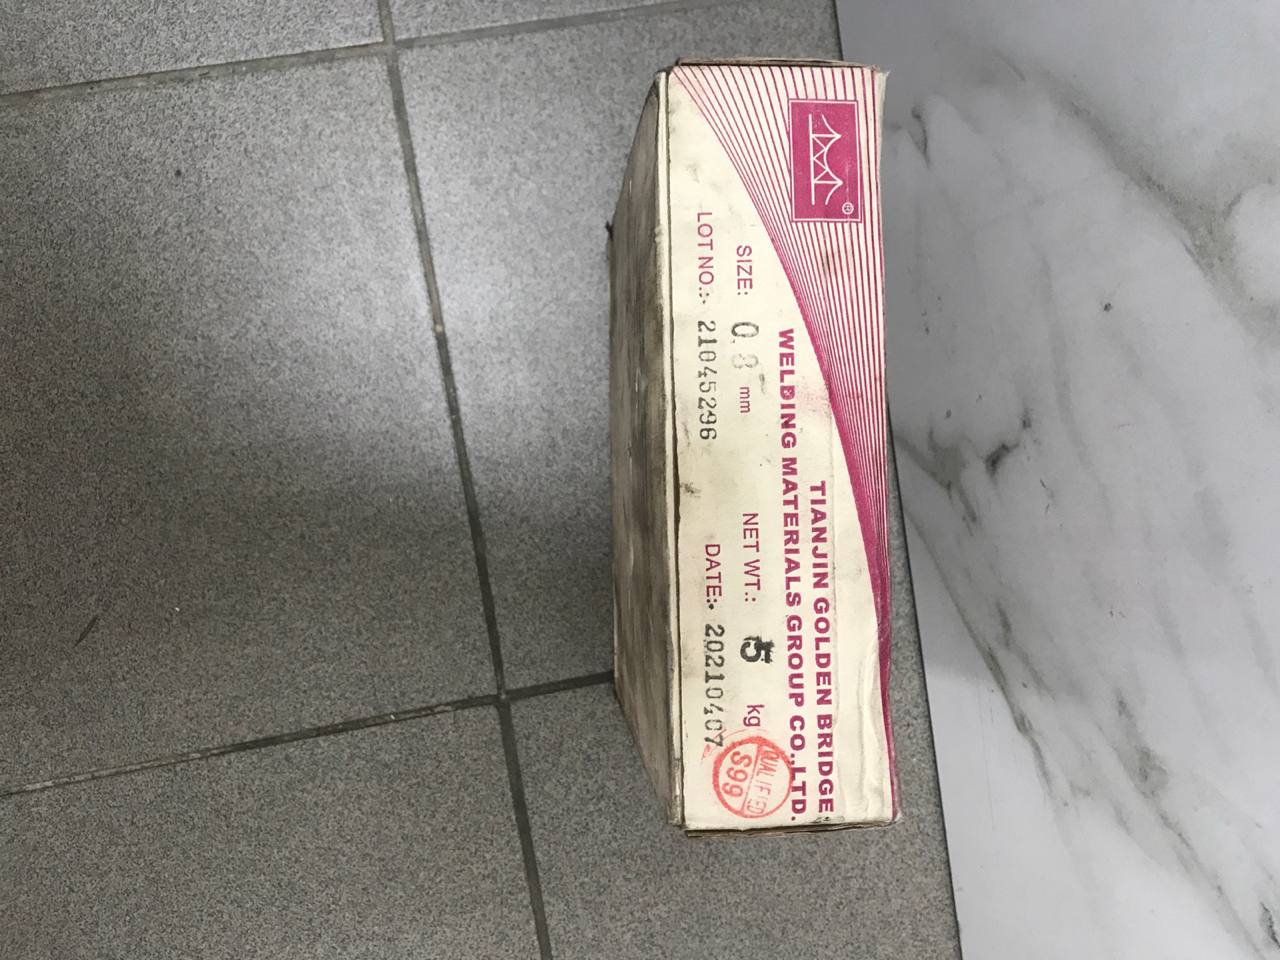 ®
TIANJIN GOLDEN BRIDGE
WELDING MATERIALS GROUP CO.,LTD.
SIZE: 0.8 mm NET WT.: 5 kg
LOT NO.: 21045296 DATE: 20210407
QUALIFIED
S99